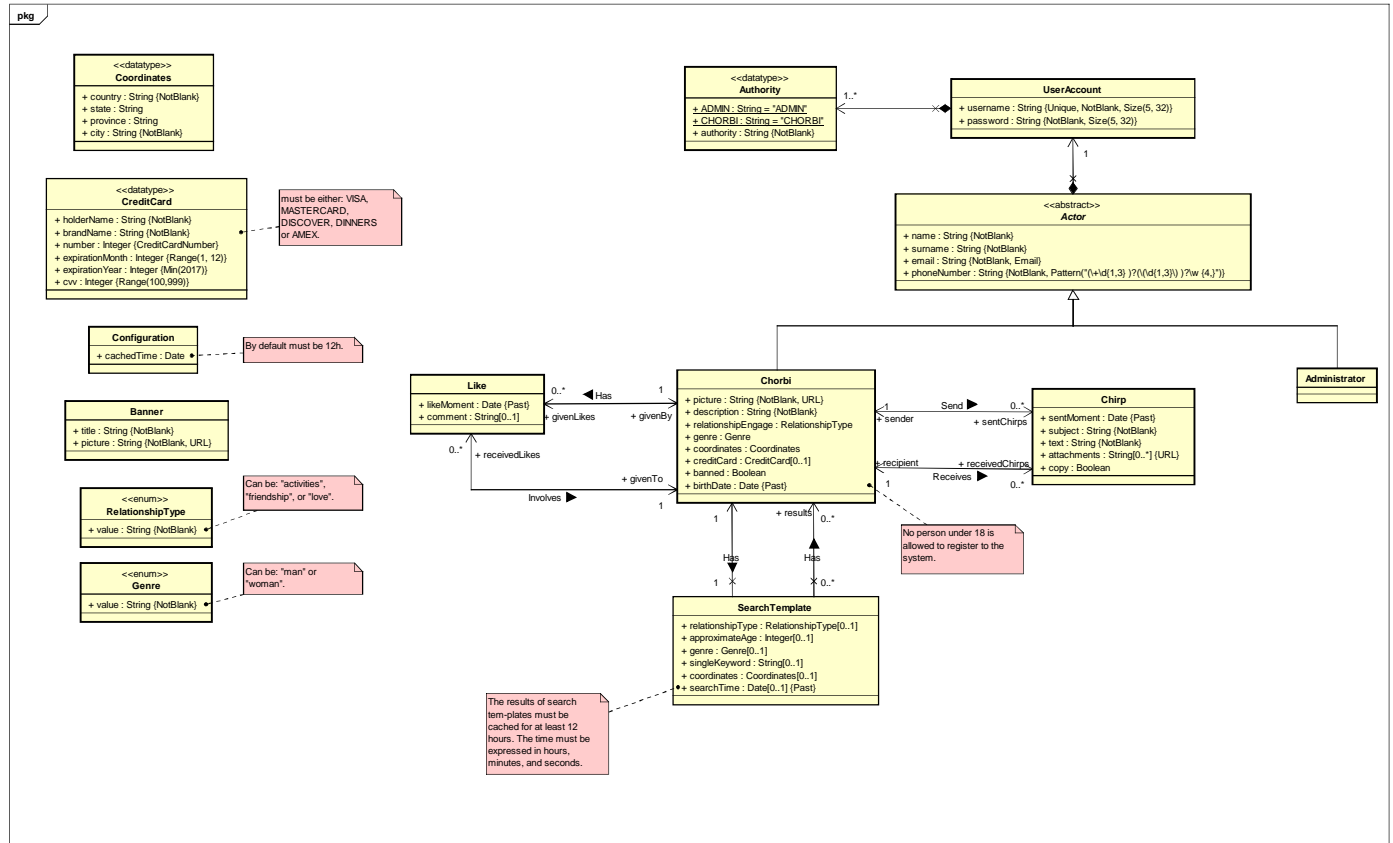 pkg
<<datatype>>
Coordinates
+ country : String {NotBlank}
+ state : String
+ province : String
+ city : String {NotBlank}
<<datatype>>
Authority
+ ADMIN : String = "ADMIN"
+ CHORBI : String = "CHORBI"
+ authority : String {NotBlank}
1..*
UserAccount
+ username : String {Unique, NotBlank, Size(5, 32)}
+ password : String {NotBlank, Size(5, 32)}
1
<<datatype>>
CreditCard
+ holderName : String {NotBlank}
+ brandName : String {NotBlank}
+ number : Integer {CreditCardNumber}
+ expirationMonth : Integer {Range(1, 12)}
+ expirationYear : Integer {Min(2017)}
+ cvv : Integer {Range(100,999)}
must be either: VISA,
MASTERCARD,
DISCOVER, DINNERS
or AMEX.
<<abstract>>
Actor
+ name : String {NotBlank}
+ surname : String {NotBlank}
+ email : String {NotBlank, Email}
+ phoneNumber : String {NotBlank, Pattern("(\+\d{1,3} )?(\(\d{1,3}\) )?\w {4,}")}
Configuration
+ cachedTime : Date
By default must be 12h.
Banner
+ title : String {NotBlank}
+ picture : String {NotBlank, URL}
Like
+ likeMoment : Date {Past}
+ comment : String[0..1]
0..*
Has
1
+ givenLikes
+ givenBy
0..*
+ receivedLikes
+ givenTo
Involves
1
Chorbi
+ picture : String {NotBlank, URL}
+ description : String {NotBlank}
+ relationshipEngage : RelationshipType
+ genre : Genre
+ coordinates : Coordinates
+ creditCard : CreditCard[0..1]
+ banned : Boolean
+ birthDate : Date {Past}
1
Send
0..*
+ sender
+ sentChirps
+ recipient
+ receivedChirps
1
Receives
0..*
Chirp
+ sentMoment : Date {Past}
+ subject : String {NotBlank}
+ text : String {NotBlank}
+ attachments : String[0..*] {URL}
+ copy : Boolean
Administrator
<<enum>>
RelationshipType
+ value : String {NotBlank}
Can be: "activities",
"friendship", or "love".
<<enum>>
Genre
+ value : String {NotBlank}
Can be: "man" or
"woman".
No person under 18 is
allowed to register to the
system.
1
+ results
0..*
Has
Has
1
0..*
SearchTemplate
+ relationshipType : RelationshipType[0..1]
+ approximateAge : Integer[0..1]
+ genre : Genre[0..1]
+ singleKeyword : String[0..1]
+ coordinates : Coordinates[0..1]
+ searchTime : Date[0..1] {Past}
The results of search
tem-plates must be
cached for at least 12
hours. The time must be
expressed in hours,
minutes, and seconds.